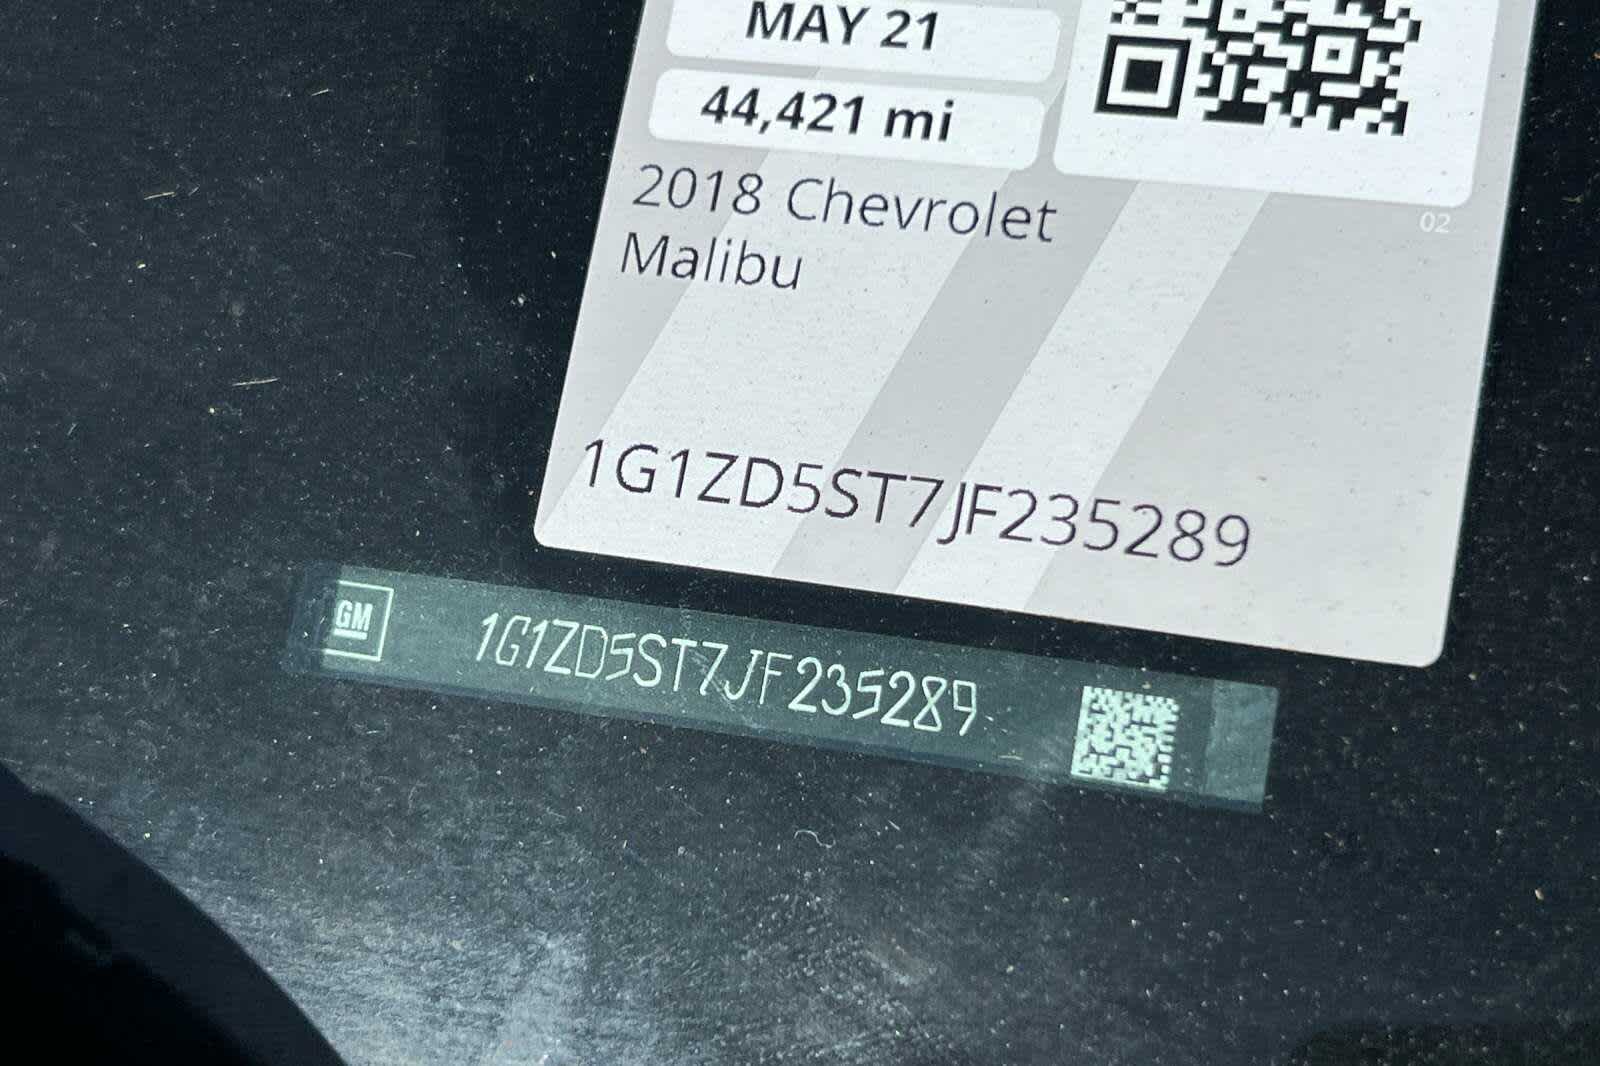 MAY 21
44,421 mi
2018 Chevrolet
Malibu
02
1G1ZD5ST7JF235289
GM
1G1ZD5ST7JF235289